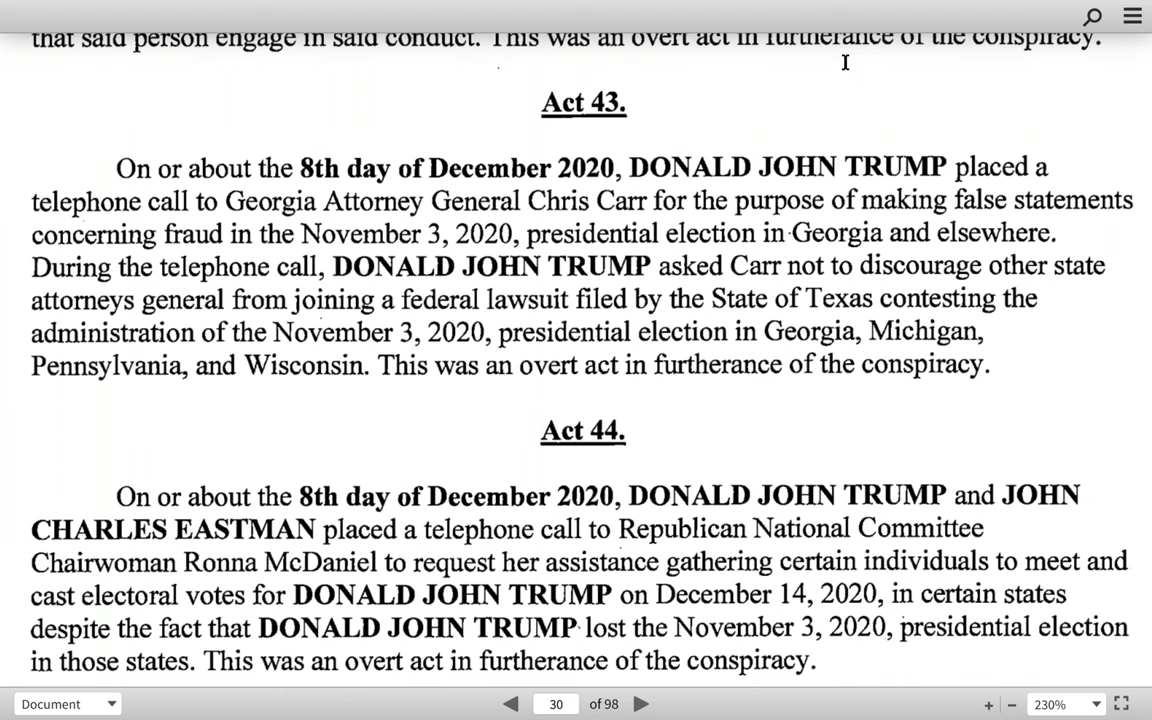 that said person engage in said conduct. This was an overt act in furtherance of the conspiracy.
Act 43.
On or about the 8th day of December 2020, DONALD JOHN TRUMP placed a
telephone call to Georgia Attorney General Chris Carr for the purpose of making false statements
concerning fraud in the November 3, 2020, presidential election in Georgia and elsewhere.
During the telephone call, DONALD JOHN TRUMP asked Carr not to discourage other state
attorneys general from joining a federal lawsuit filed by the State of Texas contesting the
administration of the November 3, 2020, presidential election in Georgia, Michigan,
Pennsylvania, and Wisconsin. This was an overt act in furtherance of the conspiracy.
Act 44.
On or about the 8th day of December 2020, DONALD JOHN TRUMP and JOHN
CHARLES EASTMAN placed a telephone call to Republican National Committee
Chairwoman Ronna McDaniel to request her assistance gathering certain individuals to meet and
cast electoral votes for DONALD JOHN TRUMP on December 14, 2020, in certain states
despite the fact that DONALD JOHN TRUMP lost the November 3, 2020, presidential election
in those states. This was an overt act in furtherance of the conspiracy.
Document 30 of 98 + − 230%